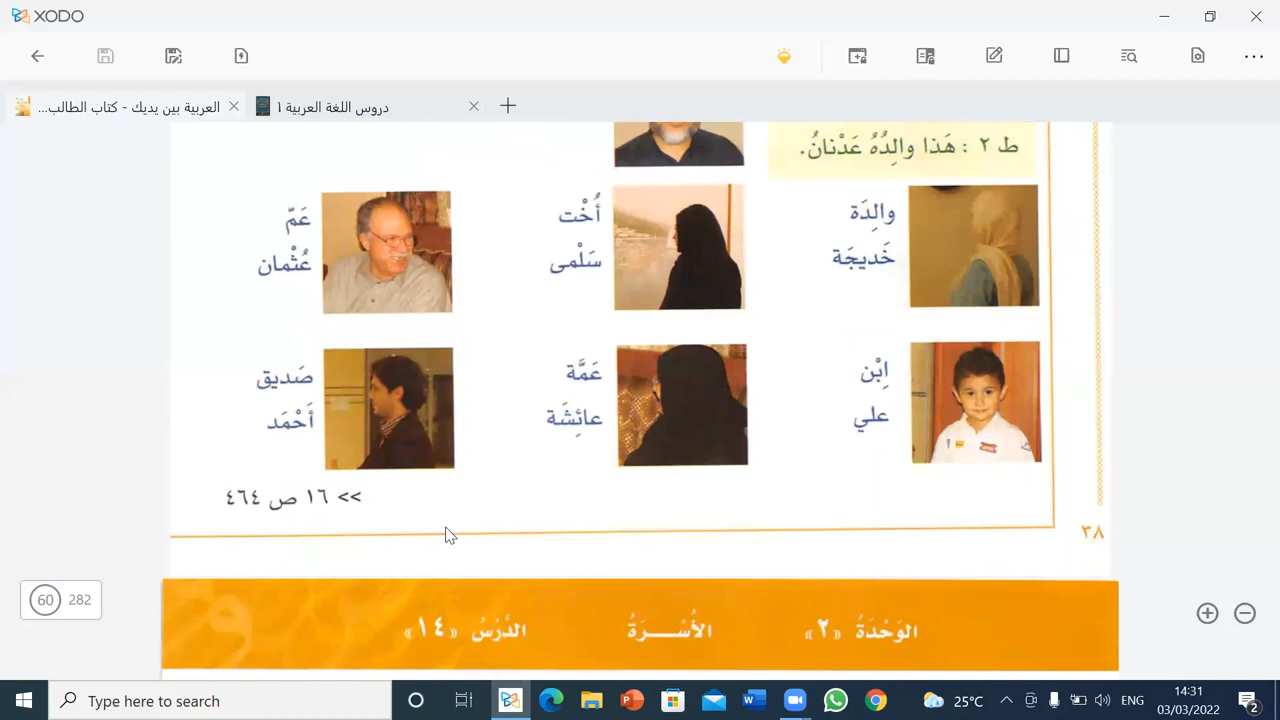 XODO
العربية بين يديك - كتاب الطالب...
دروس اللغة العربية ١
ط ٢ : هَذا والِدُهُ عَدْنانُ.
والِدَة
خَديجَة
أُخْت
سَلْمى
عَمّ
عُثْمان
اِبْن
علي
عَمَّة
عائِشَة
صَديق
أَحْمَد
>> ١٦ ص ٤٦٤
٣٨
60 282
الوَحْدَةُ «٢» الأُسْـــرَةُ الدَّرْسُ «١٤»
Type here to search
25°C
ENG
14:31
03/03/2022
2